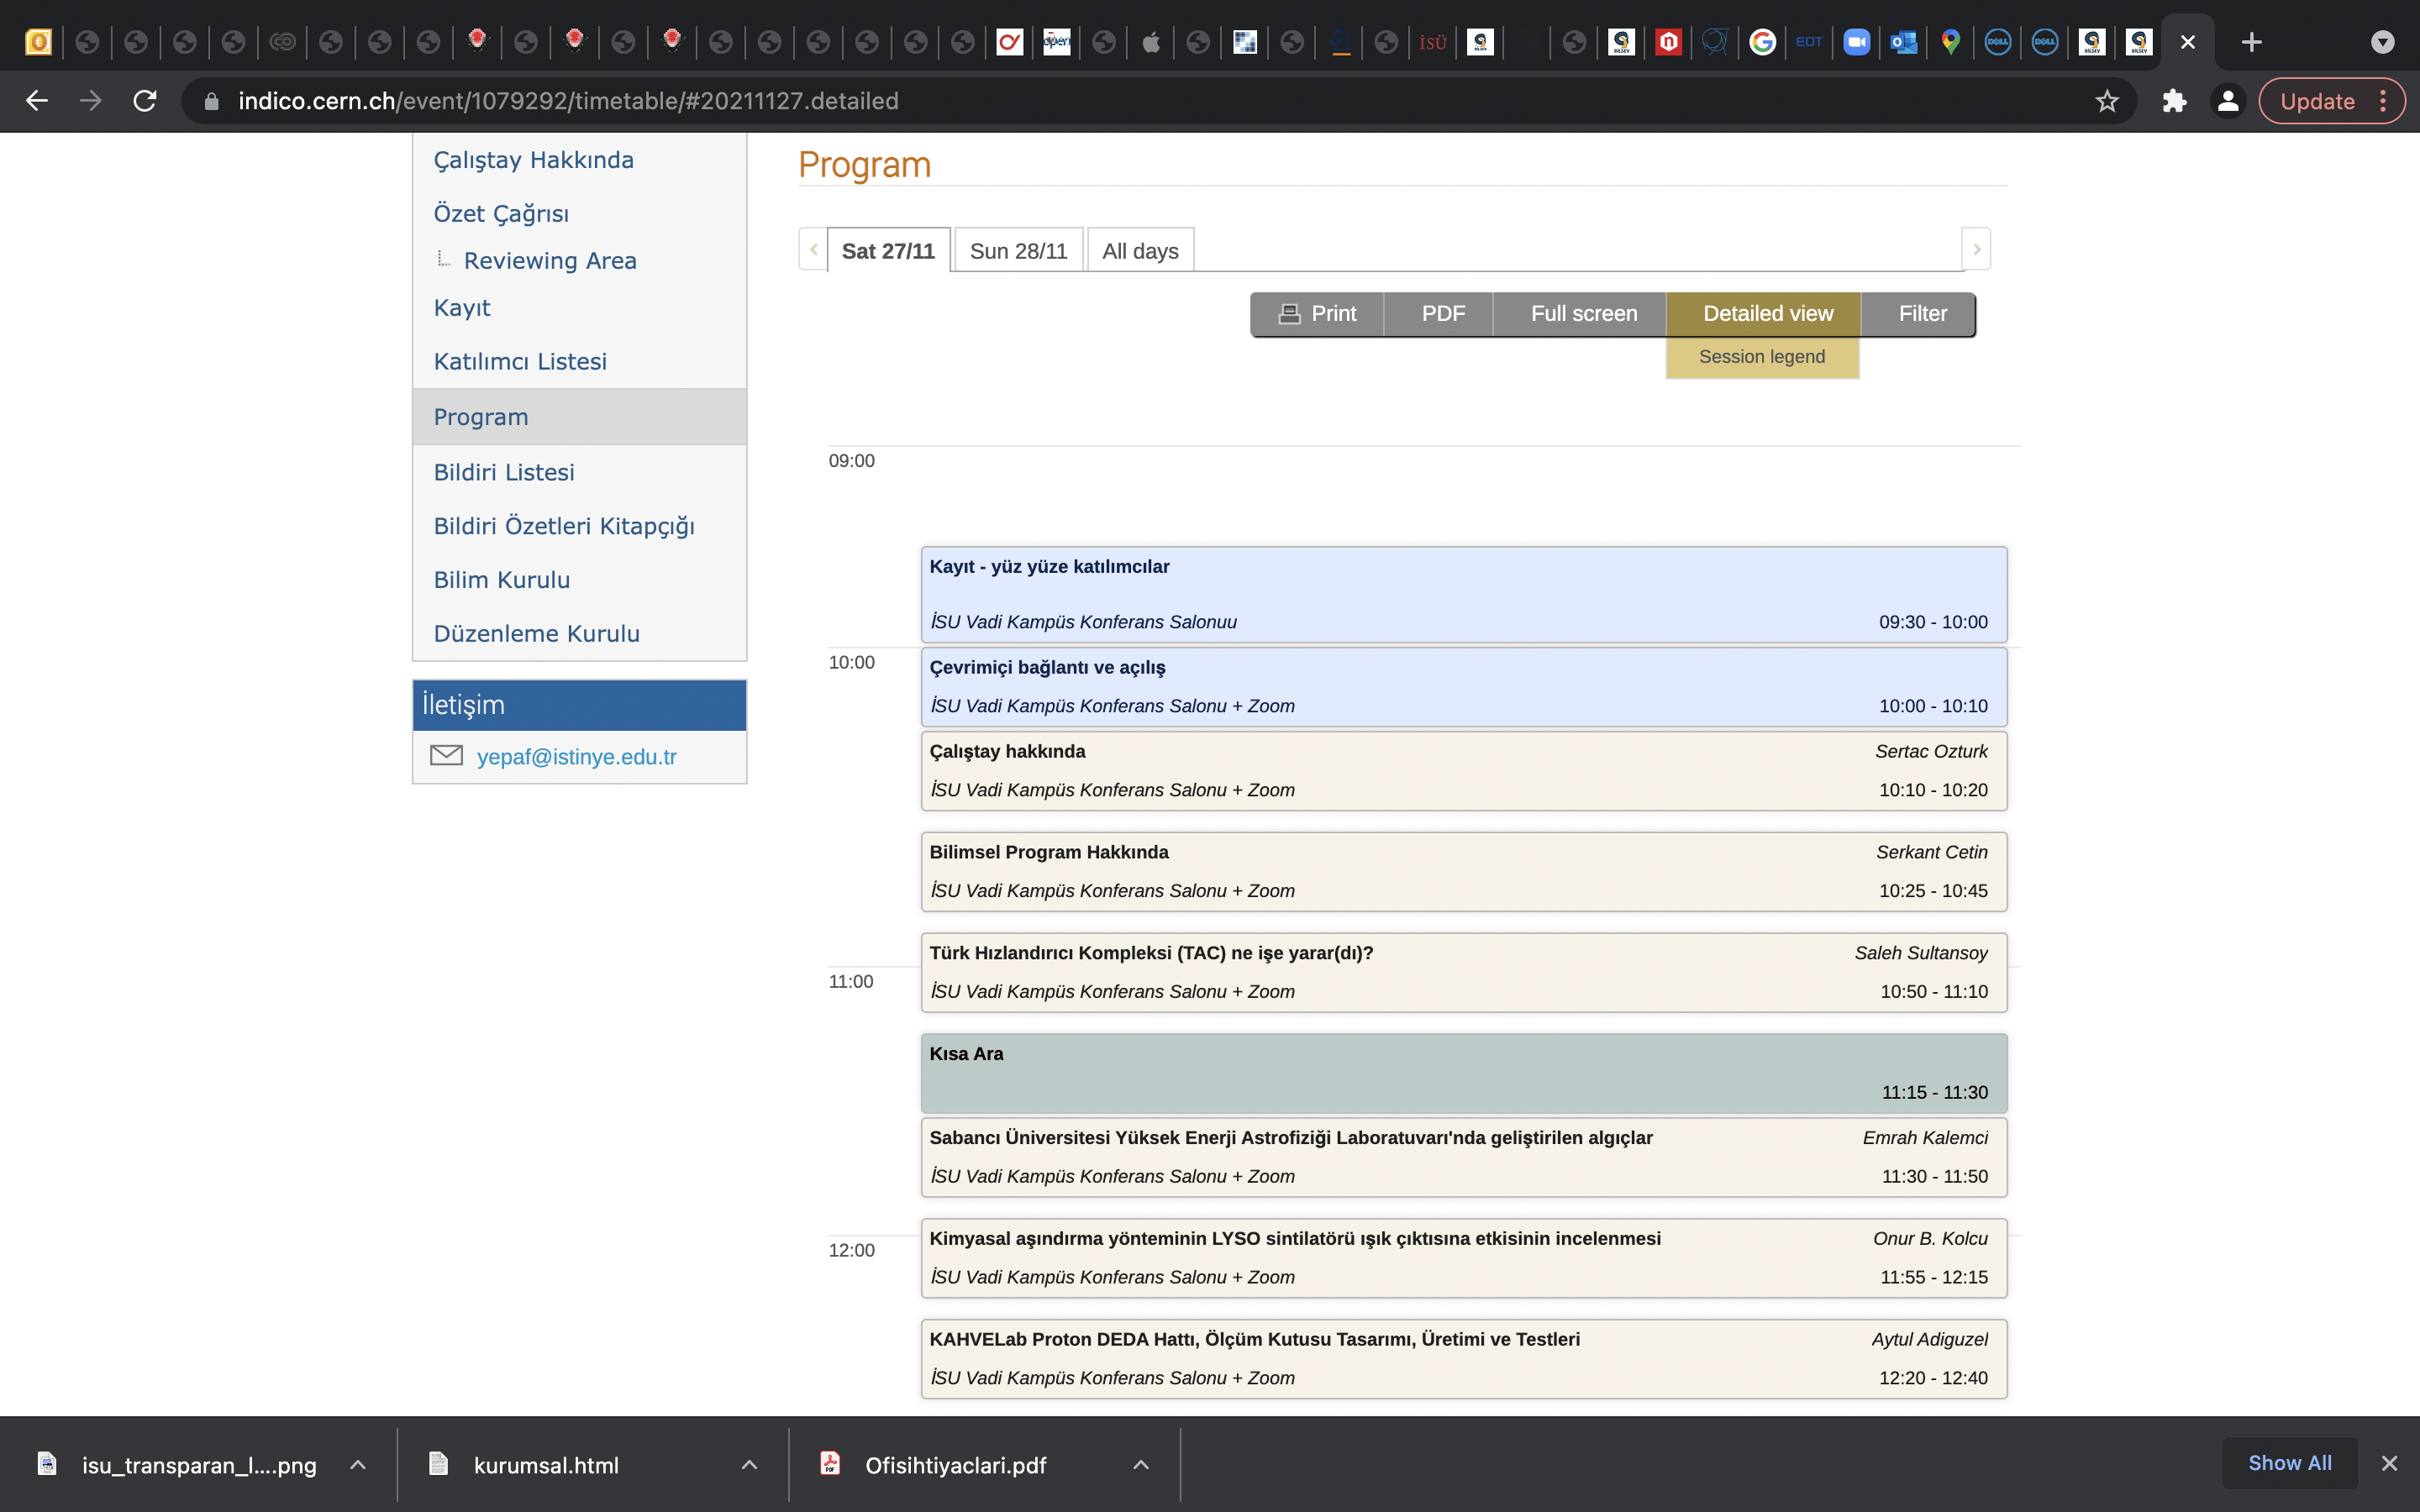 İSÜ
EDT
DELL
DELL
indico.cern.ch/event/1079292/timetable/#20211127.detailed
Update
Çalıştay Hakkında
Özet Çağrısı
Reviewing Area
Kayıt
Katılımcı Listesi
Program
Bildiri Listesi
Bildiri Özetleri Kitapçığı
Bilim Kurulu
Düzenleme Kurulu
İletişim
yepaf@istinye.edu.tr
Program
Sat 27/11 Sun 28/11 All days
Print PDF Full screen Detailed view Filter
Session legend
09:00
Kayıt - yüz yüze katılımcılar
İSU Vadi Kampüs Konferans Salonuu 09:30 - 10:00
10:00
Çevrimiçi bağlantı ve açılış
İSU Vadi Kampüs Konferans Salonu + Zoom 10:00 - 10:10
Çalıştay hakkında Sertac Ozturk
İSU Vadi Kampüs Konferans Salonu + Zoom 10:10 - 10:20
Bilimsel Program Hakkında Serkant Cetin
İSU Vadi Kampüs Konferans Salonu + Zoom 10:25 - 10:45
Türk Hızlandırıcı Kompleksi (TAC) ne işe yarar(dı)? Saleh Sultansoy
11:00
İSU Vadi Kampüs Konferans Salonu + Zoom 10:50 - 11:10
Kısa Ara
11:15 - 11:30
Sabancı Üniversitesi Yüksek Enerji Astrofiziği Laboratuvarı'nda geliştirilen algıçlar Emrah Kalemci
İSU Vadi Kampüs Konferans Salonu + Zoom 11:30 - 11:50
Kimyasal aşındırma yönteminin LYSO sintilatörü ışık çıktısına etkisinin incelenmesi Onur B. Kolcu
12:00
İSU Vadi Kampüs Konferans Salonu + Zoom 11:55 - 12:15
KAHVELab Proton DEDA Hattı, Ölçüm Kutusu Tasarımı, Üretimi ve Testleri Aytul Adiguzel
İSU Vadi Kampüs Konferans Salonu + Zoom 12:20 - 12:40
isu_transparan_l....png kurumsal.html Ofisihtiyaclari.pdf Show All